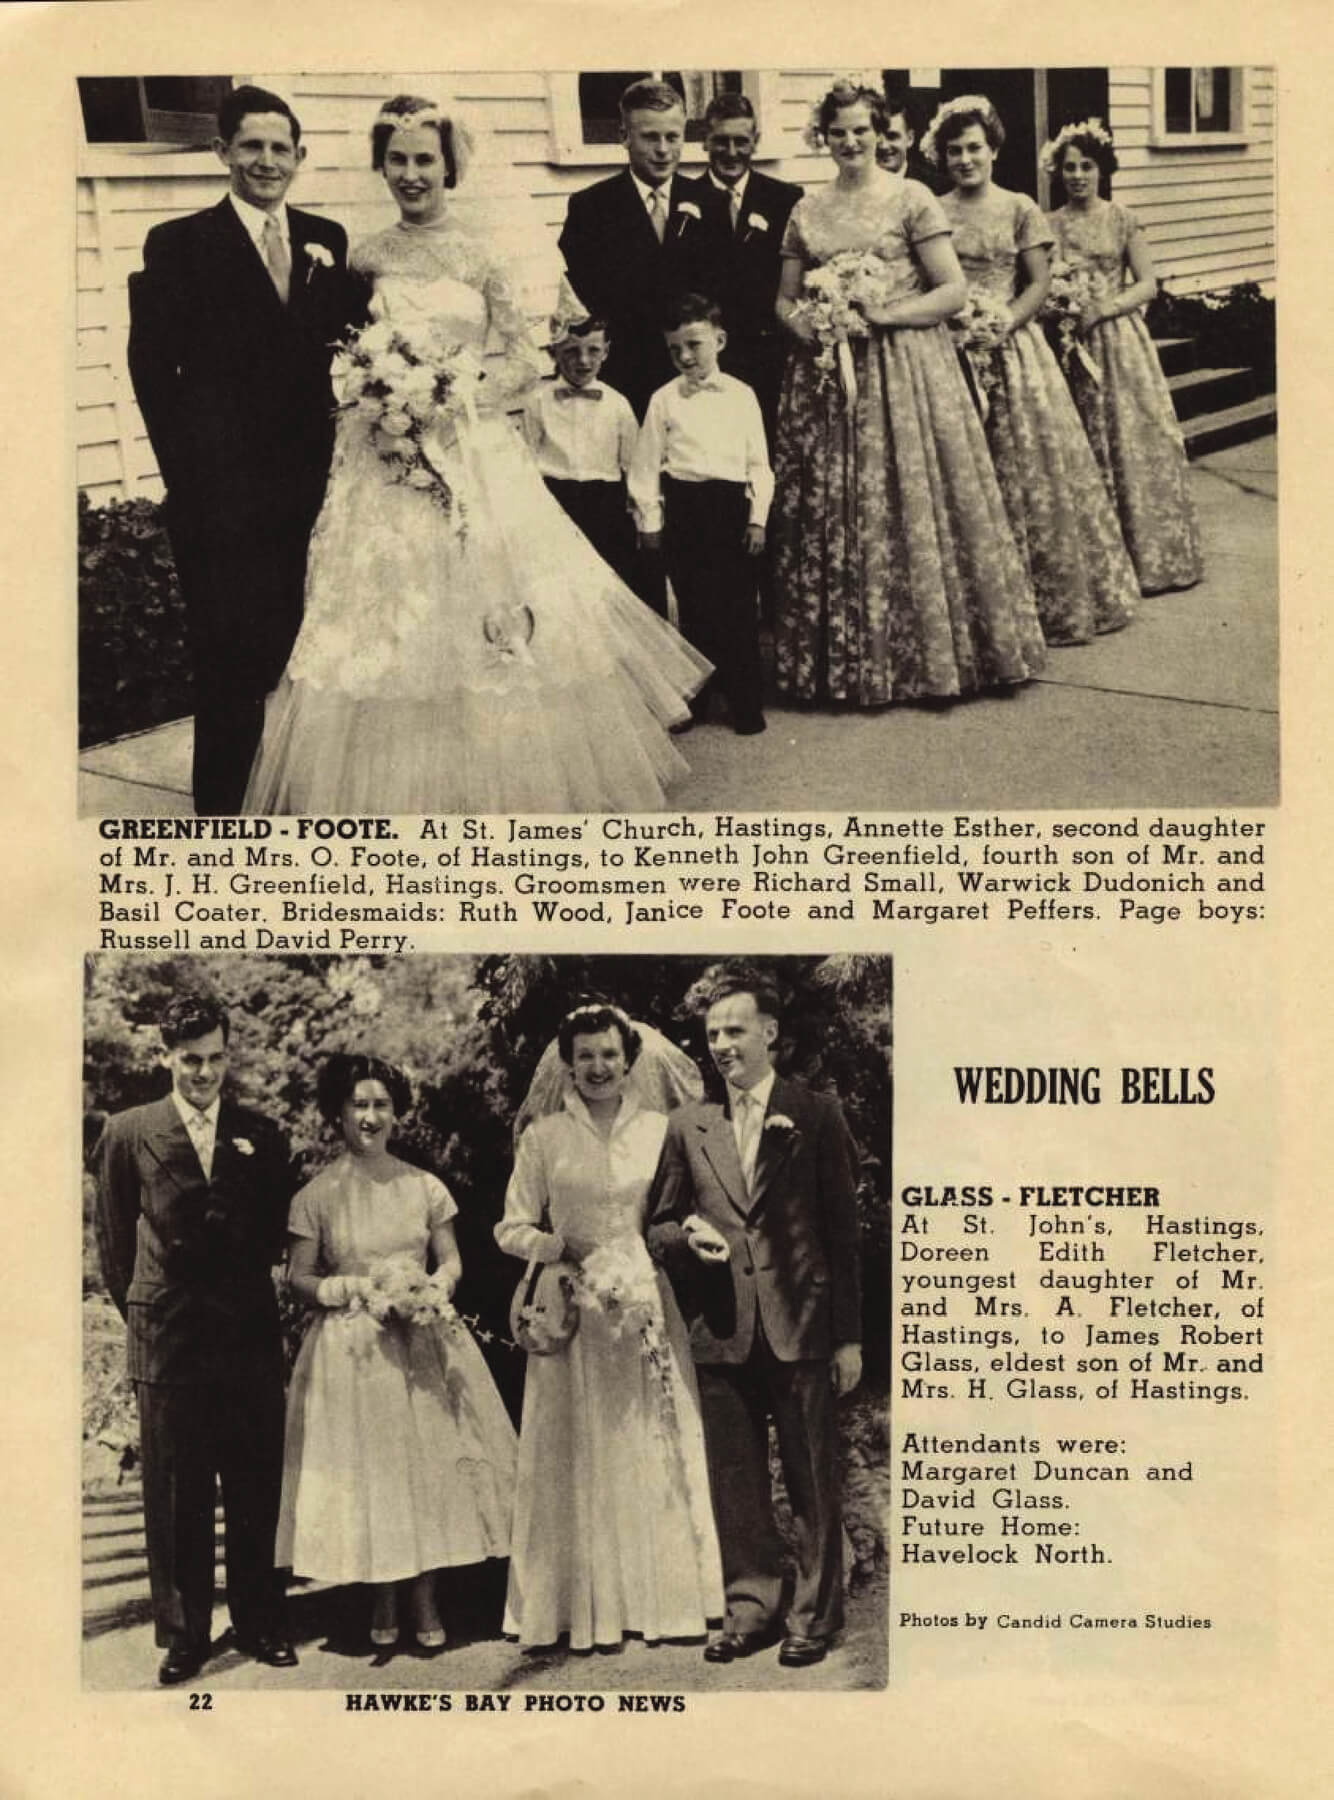 GREENFIELD - FOOTE. At St. James' Church, Hastings, Annette Esther, second daughter
of Mr. and Mrs. O. Foote, of Hastings, to Kenneth John Greenfield, fourth son of Mr. and
Mrs. J. H. Greenfield, Hastings. Groomsmen were Richard Small, Warwick Dudonich and
Basil Coater. Bridesmaids: Ruth Wood, Janice Foote and Margaret Peffers. Page boys:
Russell and David Perry.
WEDDING BELLS
GLASS - FLETCHER
At St. John's, Hastings,
Doreen Edith Fletcher,
youngest daughter of Mr.
and Mrs. A. Fletcher, of
Hastings, to James Robert
Glass, eldest son of Mr. and
Mrs. H. Glass, of Hastings.
Attendants were:
Margaret Duncan and
David Glass.
Future Home:
Havelock North.
Photos by Candid Camera Studies
22 HAWKE'S BAY PHOTO NEWS